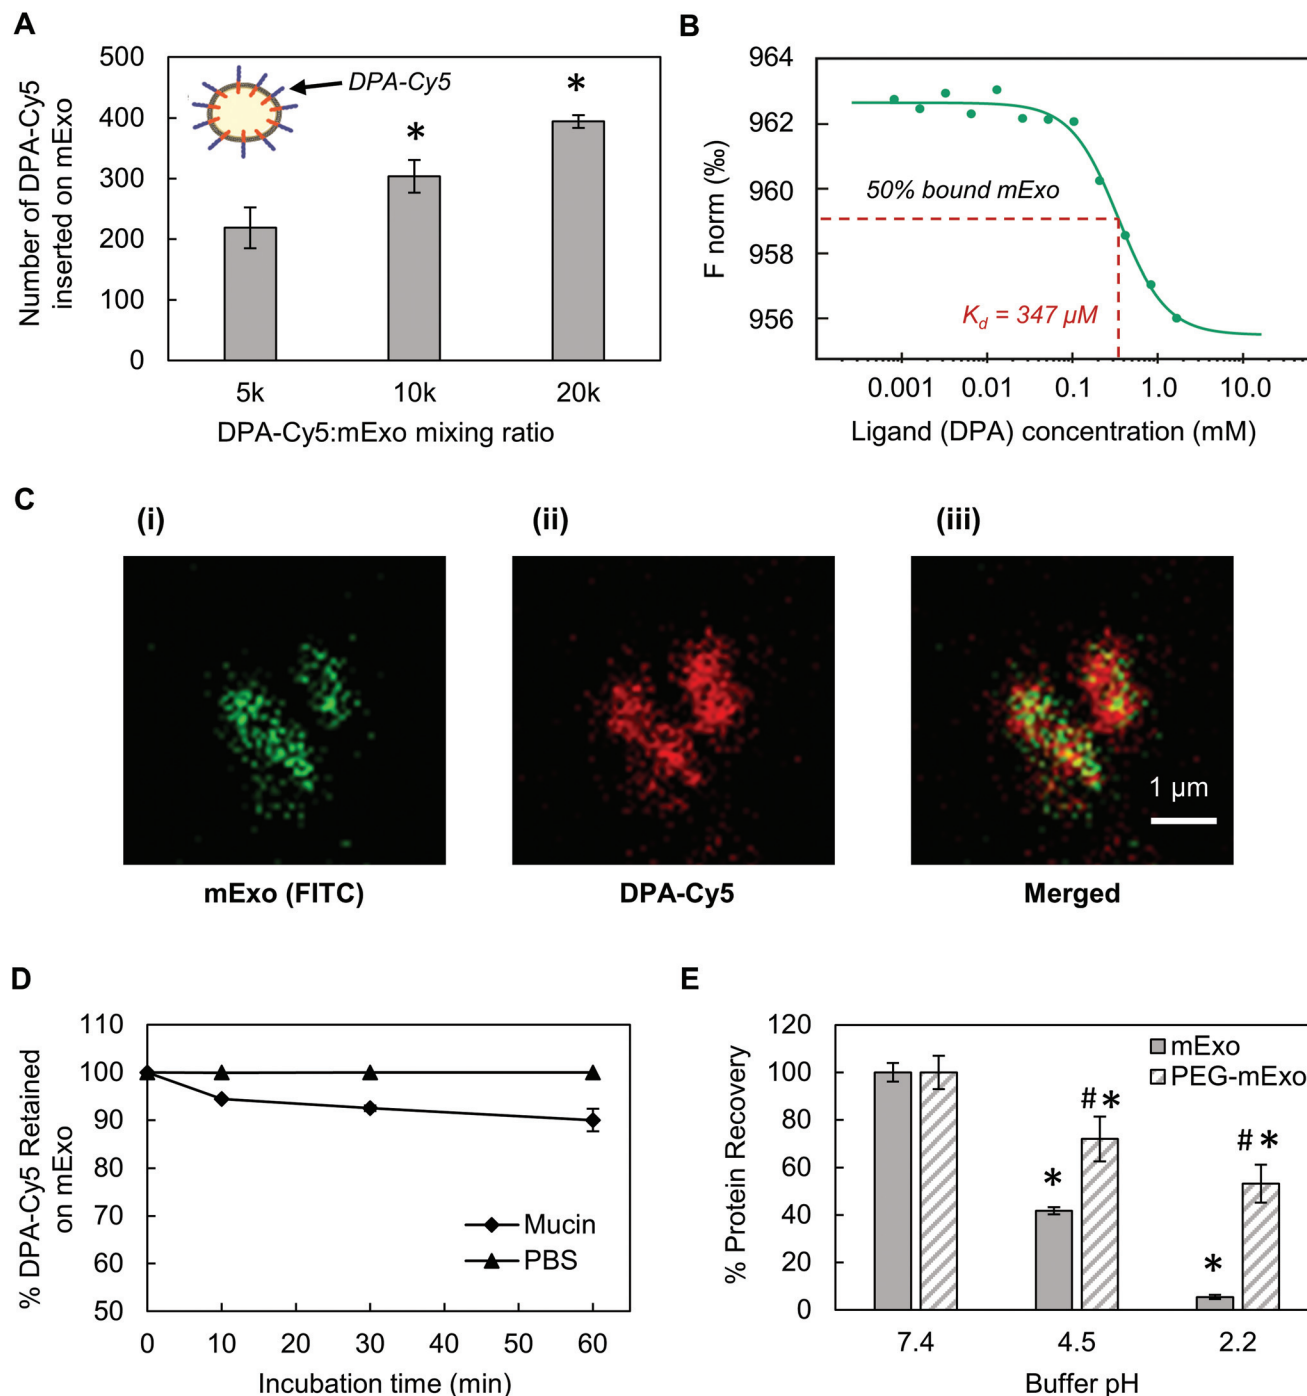 A
Number of DPA-Cy5
inserted on mExo
500
400
300
200
100
0
DPA-Cy5
*
*
5k
10k
20k
DPA-Cy5:mExo mixing ratio
B
F norm (‰)
964
962
960
958
956
50% bound mExo
Kd = 347 µM
0.001
0.01
0.1
1.0
10.0
Ligand (DPA) concentration (mM)
C
(i)
(ii)
(iii)
1 µm
mExo (FITC)
DPA-Cy5
Merged
D
% DPA-Cy5 Retained
on mExo
110
100
90
80
70
60
50
Mucin
PBS
0
10
20
30
40
50
60
Incubation time (min)
E
% Protein Recovery
120
100
80
60
40
20
0
mExo
PEG-mExo
*
#*
*
#*
7.4
4.5
2.2
Buffer pH